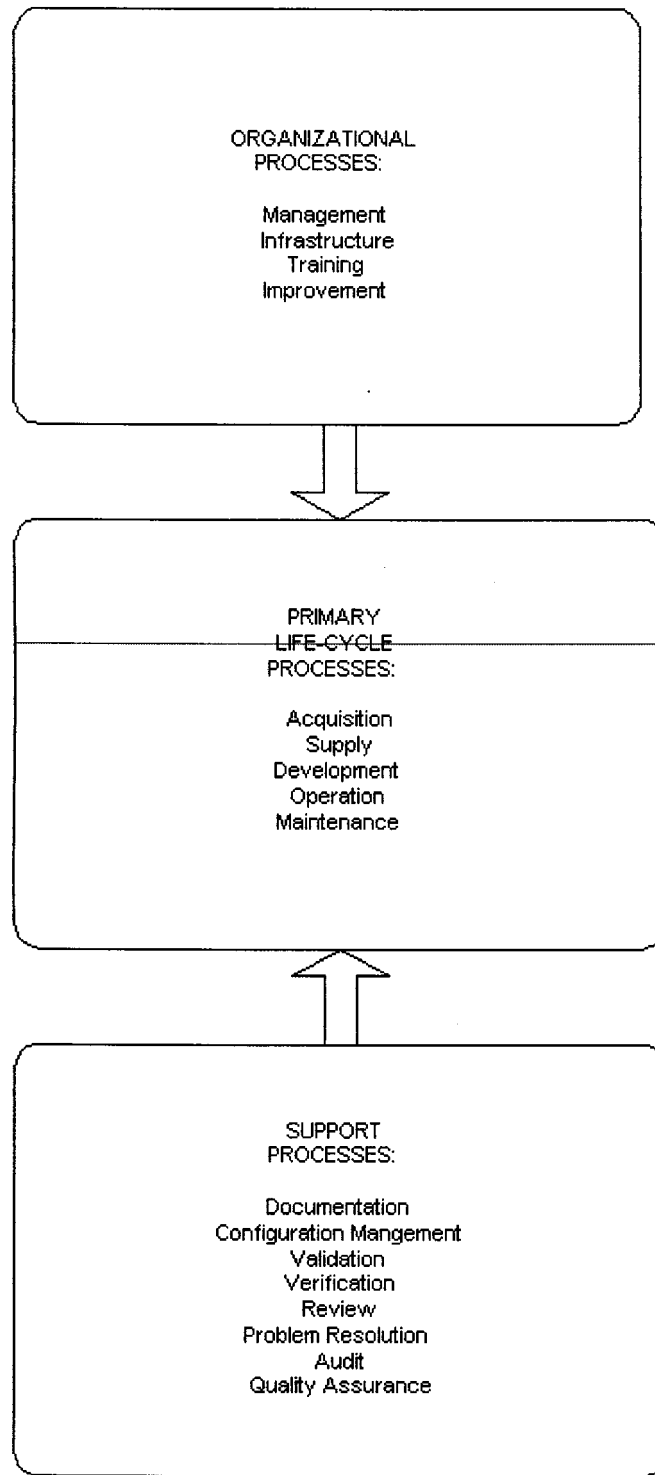 ORGANIZATIONAL
PROCESSES:
Management
Infrastructure
Training
Improvement
PRIMARY
LIFE-CYCLE
PROCESSES:
Acquisition
Supply
Development
Operation
Maintenance
SUPPORT
PROCESSES:
Documentation
Configuration Mangement
Validation
Verification
Review
Problem Resolution
Audit
Quality Assurance